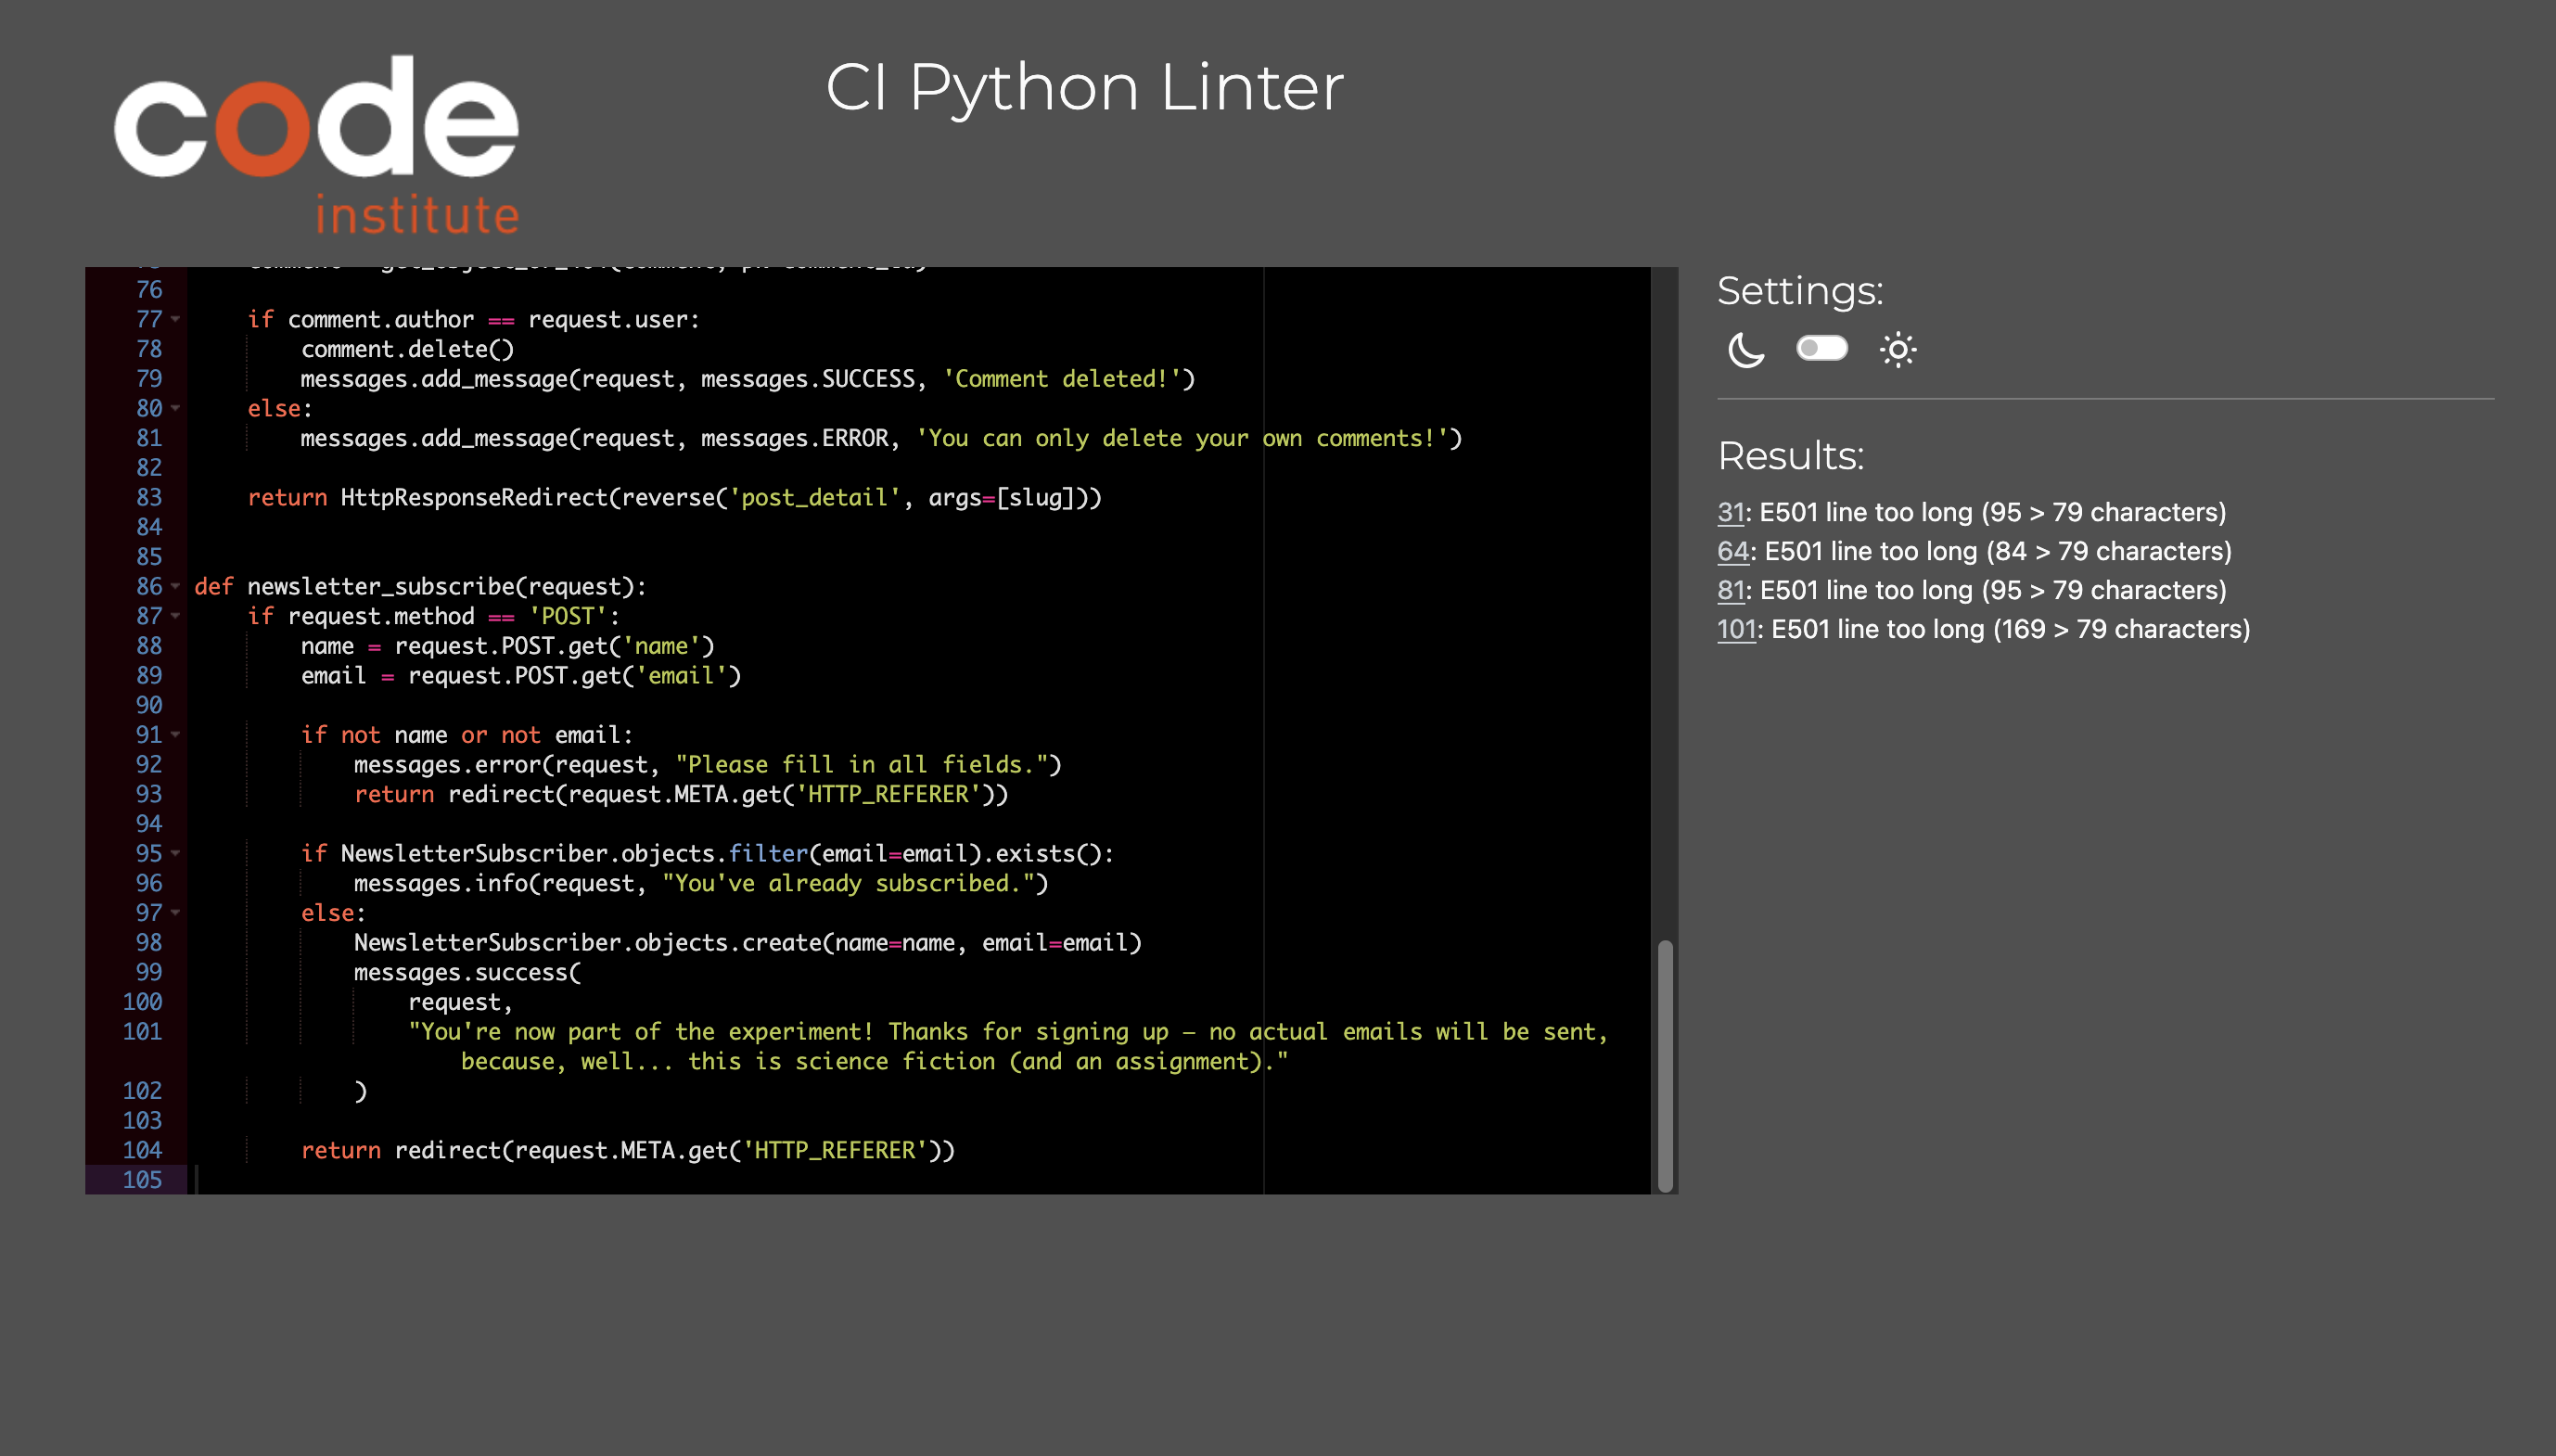 code
institute
CI Python Linter
76
77 if comment.author == request.user:
78 comment.delete()
79 messages.add_message(request, messages.SUCCESS, 'Comment deleted!')
80 else:
81 messages.add_message(request, messages.ERROR, 'You can only delete your own comments!')
82
83 return HttpResponseRedirect(reverse('post_detail', args=[slug]))
84
85
86 def newsletter_subscribe(request):
87 if request.method == 'POST':
88 name = request.POST.get('name')
89 email = request.POST.get('email')
90
91 if not name or not email:
92 messages.error(request, "Please fill in all fields.")
93 return redirect(request.META.get('HTTP_REFERER'))
94
95 if NewsletterSubscriber.objects.filter(email=email).exists():
96 messages.info(request, "You've already subscribed.")
97 else:
98 NewsletterSubscriber.objects.create(name=name, email=email)
99 messages.success(
100 request,
101 "You're now part of the experiment! Thanks for signing up — no actual emails will be sent,
because, well... this is science fiction (and an assignment)."
102 )
103
104 return redirect(request.META.get('HTTP_REFERER'))
105
Settings:
Results:
31: E501 line too long (95 > 79 characters)
64: E501 line too long (84 > 79 characters)
81: E501 line too long (95 > 79 characters)
101: E501 line too long (169 > 79 characters)